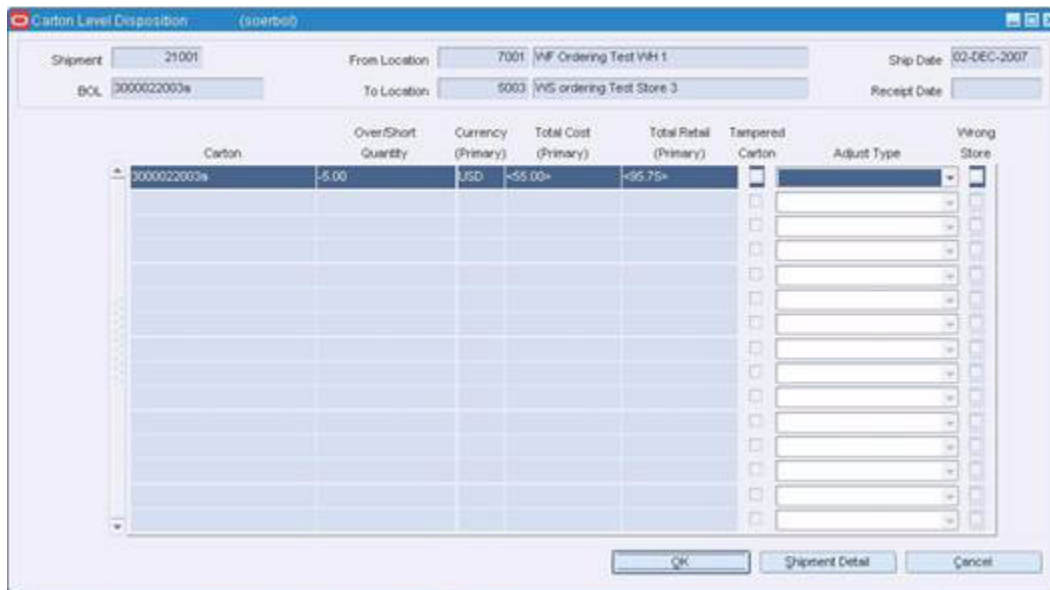 Carton Level Disposition (soerbol)
Shipment 21001 From Location 7001 WF Ordering Test WH 1 Ship Date 02-DEC-2007
BOL 3000022003a To Location 5003 WS ordering Test Store 3 Receipt Date
Over/Short Currency Total Cost Total Retail Tampered Wrong
Carton Quantity (Primary) (Primary) (Primary) Carton Adjust Type Store
3000022003a -5.00 USD <55.00> <95.75>
OK Shipment Detail Cancel